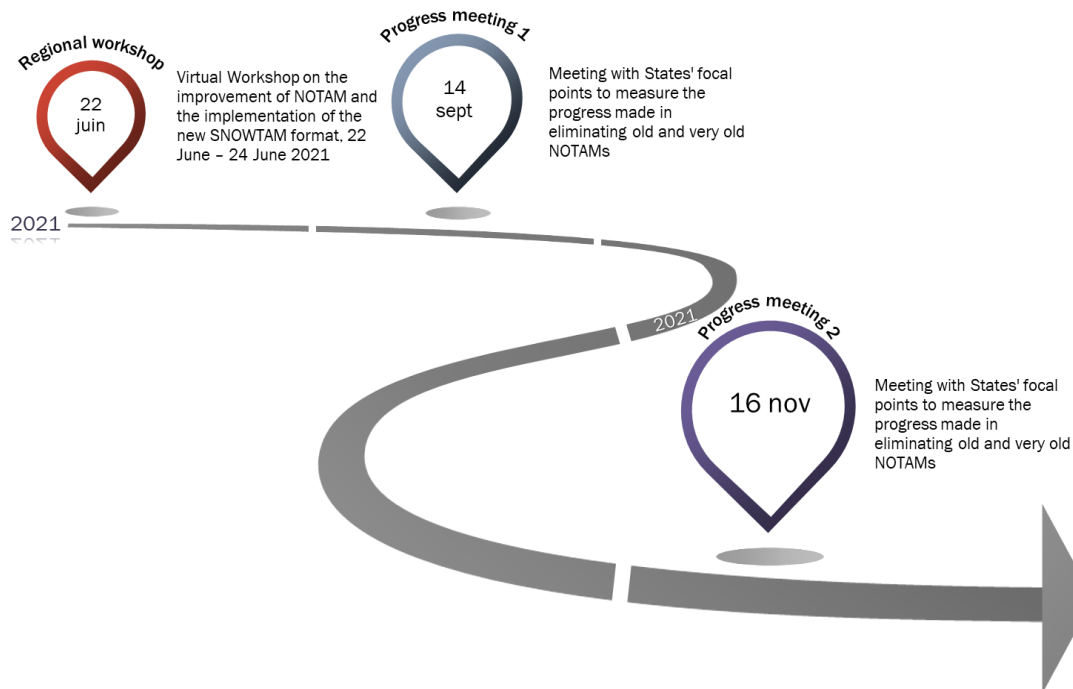 Regional workshop
22
juin
Virtual Workshop on the
improvement of NOTAM and
the implementation of the
new SNOWTAM format, 22
June – 24 June 2021
Progress meeting 1
14
sept
Meeting with States' focal
points to measure the
progress made in
eliminating old and very old
NOTAMs
2021
2021
Progress meeting 2
16 nov
Meeting with States' focal
points to measure the
progress made in
eliminating old and very old
NOTAMs